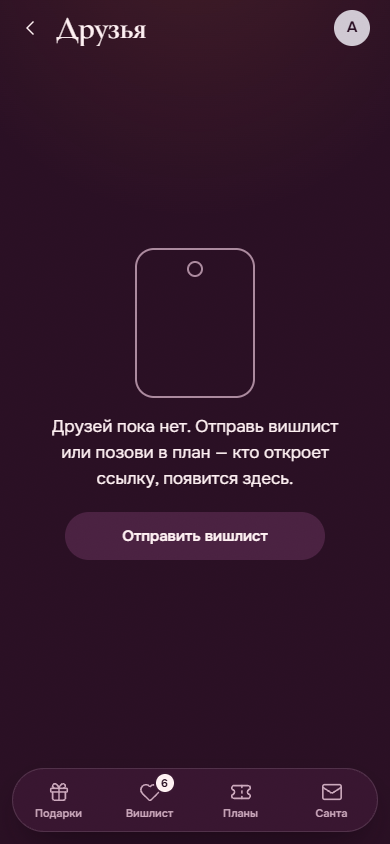 Друзья
А
Друзей пока нет. Отправь вишлист
или позови в план — кто откроет
ссылку, появится здесь.
Отправить вишлист
6
Подарки
Вишлист
Планы
Санта